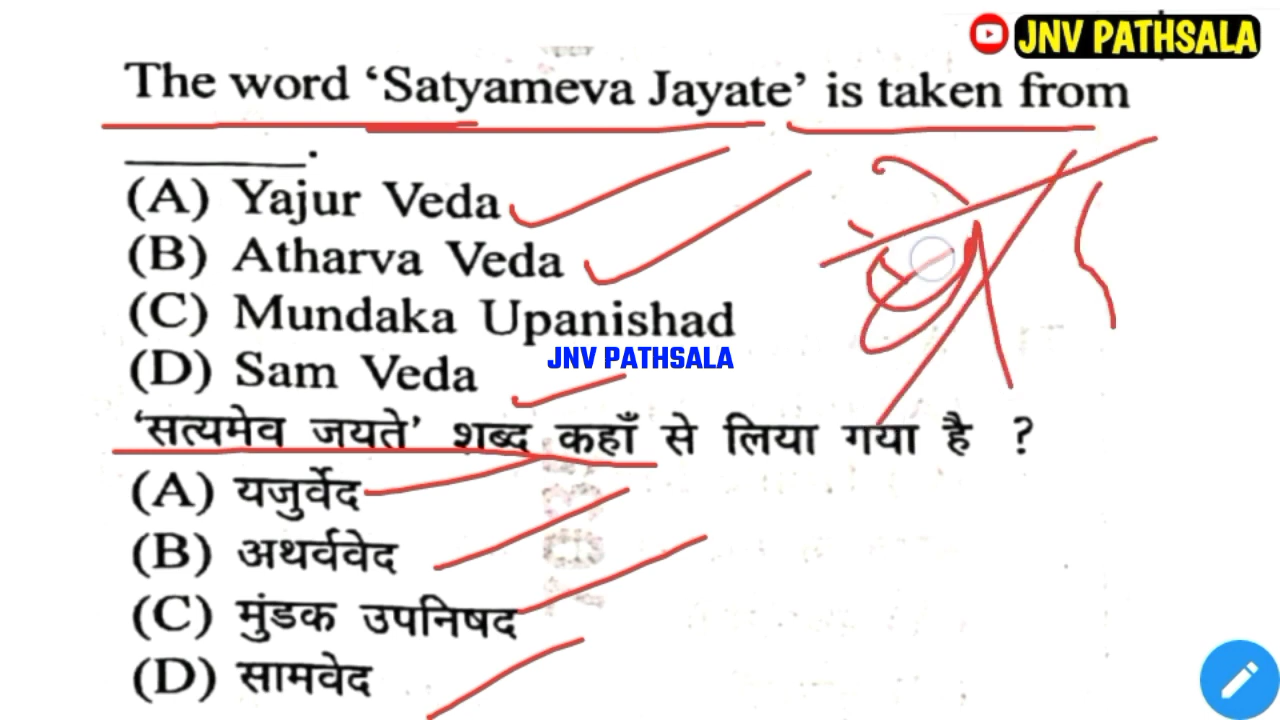 JNV PATHSALA
The word ‘Satyameva Jayate’ is taken from
________.
(A) Yajur Veda
(B) Atharva Veda
(C) Mundaka Upanishad
JNV PATHSALA
(D) Sam Veda
‘सत्यमेव जयते’ शब्द कहाँ से लिया गया है ?
(A) यजुर्वेद
(B) अथर्ववेद
(C) मुंडक उपनिषद
(D) सामवेद